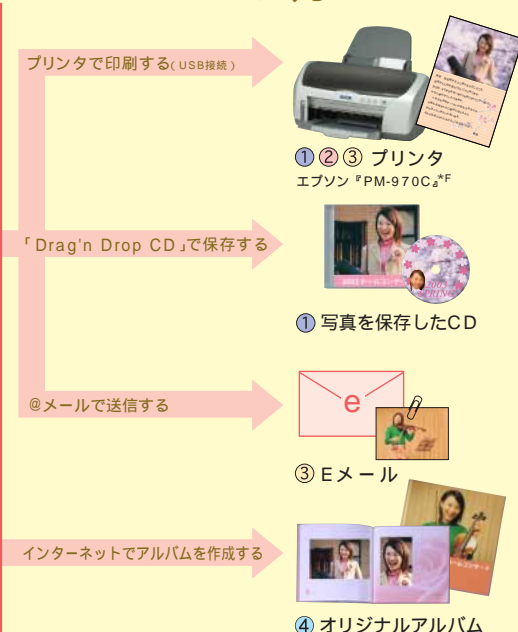 プリンタで印刷する(USB接続)
①②③ プリンタ
エプソン『PM-970C』*F
「Drag'n Drop CD」で保存する
① 写真を保存したCD
@メールで送信する
e
③ Eメール
インターネットでアルバムを作成する
④ オリジナルアルバム